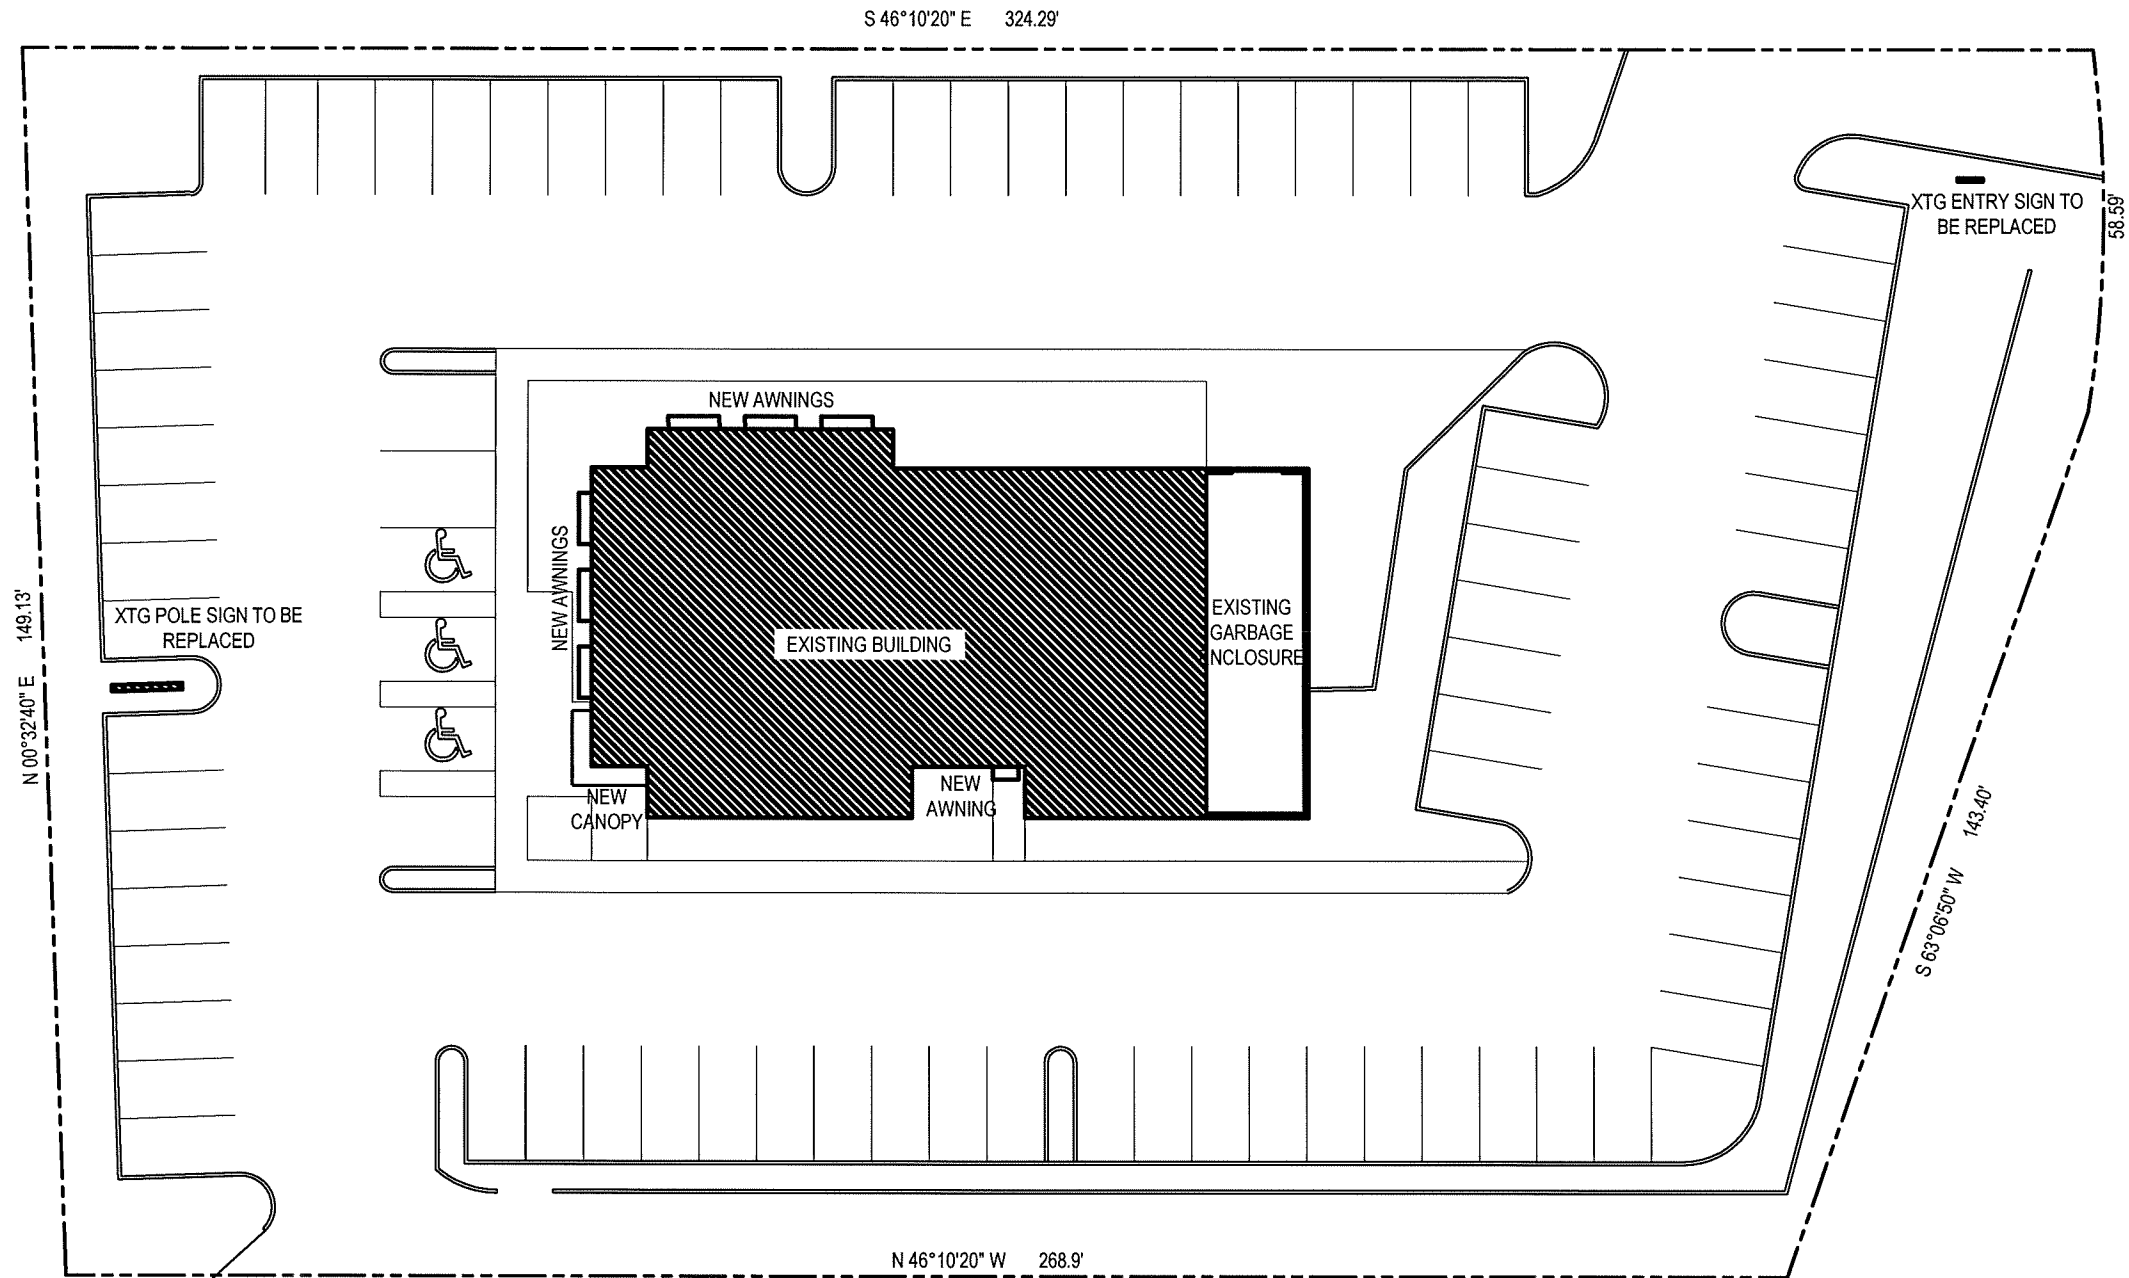 S 46°10'20" E 324.29'
XTG ENTRY SIGN TO
BE REPLACED
58.59'
NEW AWNINGS
NEW AWNINGS
XTG POLE SIGN TO BE
REPLACED
N 00°32'40" E 149.13'
EXISTING BUILDING
EXISTING
GARBAGE
ENCLOSURE
NEW
CANOPY
NEW
AWNING
S 63°06'50" W 143.40'
N 46°10'20" W 268.9'